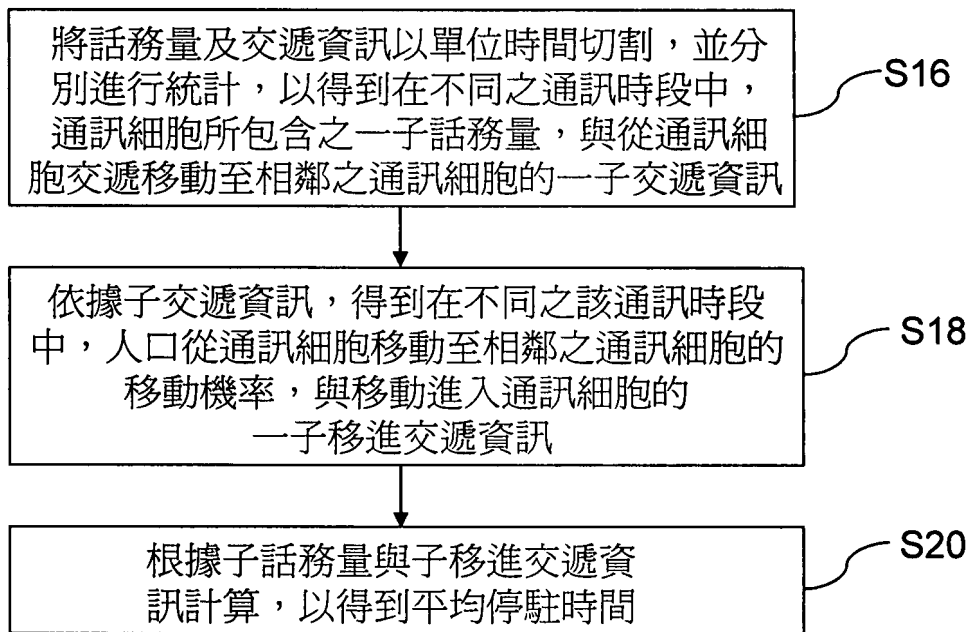 將話務量及交遞資訊以單位時間切割，並分
別進行統計，以得到在不同之通訊時段中，
通訊細胞所包含之一子話務量，與從通訊細
胞交遞移動至相鄰之通訊細胞的一子交遞資訊
S16
依據子交遞資訊，得到在不同之該通訊時段
中，人口從通訊細胞移動至相鄰之通訊細胞的
移動機率，與移動進入通訊細胞的
一子移進交遞資訊
S18
根據子話務量與子移進交遞資
訊計算，以得到平均停駐時間
S20